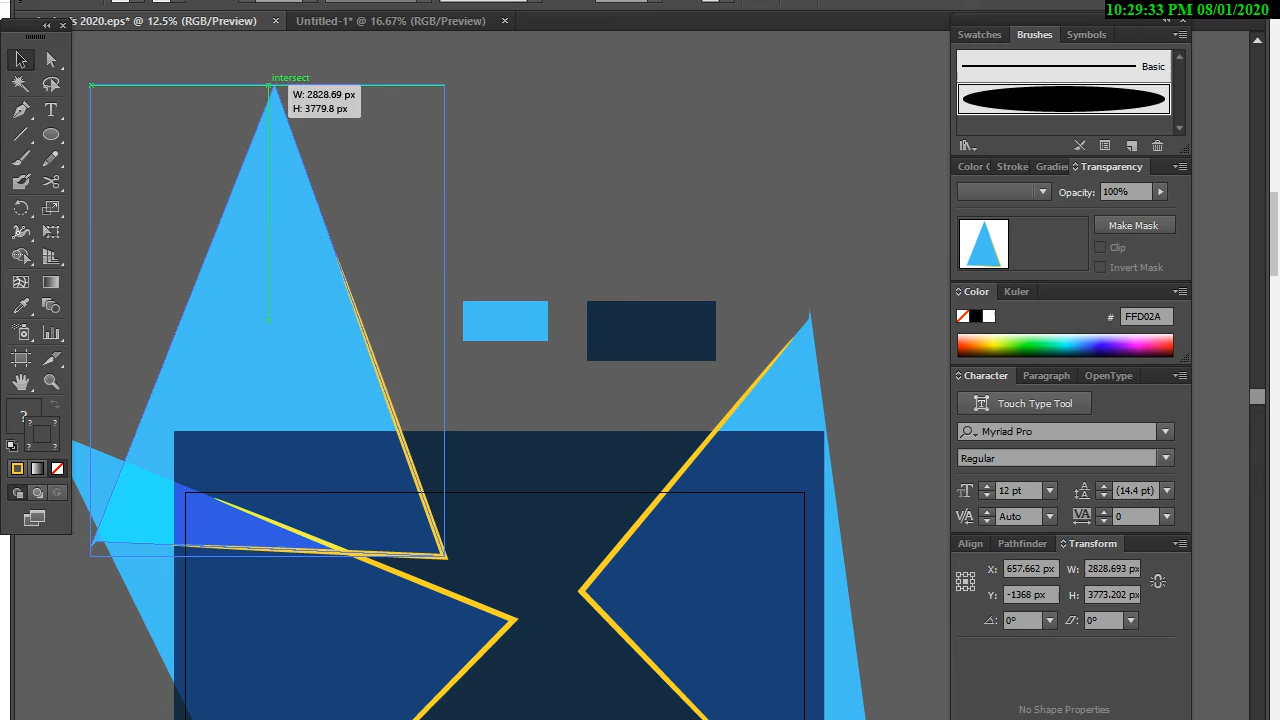 10:29:33 PM 08/01/2020
s 2020.eps* @ 12.5% (RGB/Preview) ×
Untitled-1* @ 16.67% (RGB/Preview) ×
intersect
W: 2828.69 px
H: 3779.8 px
?
? ?
? ?
Swatches Brushes Symbols
Basic
Color Stroke Gradien Transparency
Opacity: 100%
Make Mask
Clip
Invert Mask
Color Kuler
# FFD02A
Character Paragraph OpenType
Touch Type Tool
Myriad Pro
Regular
12 pt (14.4 pt)
Auto 0
Align Pathfinder Transform
X: 657.662 px W: 2828.693 px
Y: -1368 px H: 3773.202 px
0° 0°
No Shape Properties